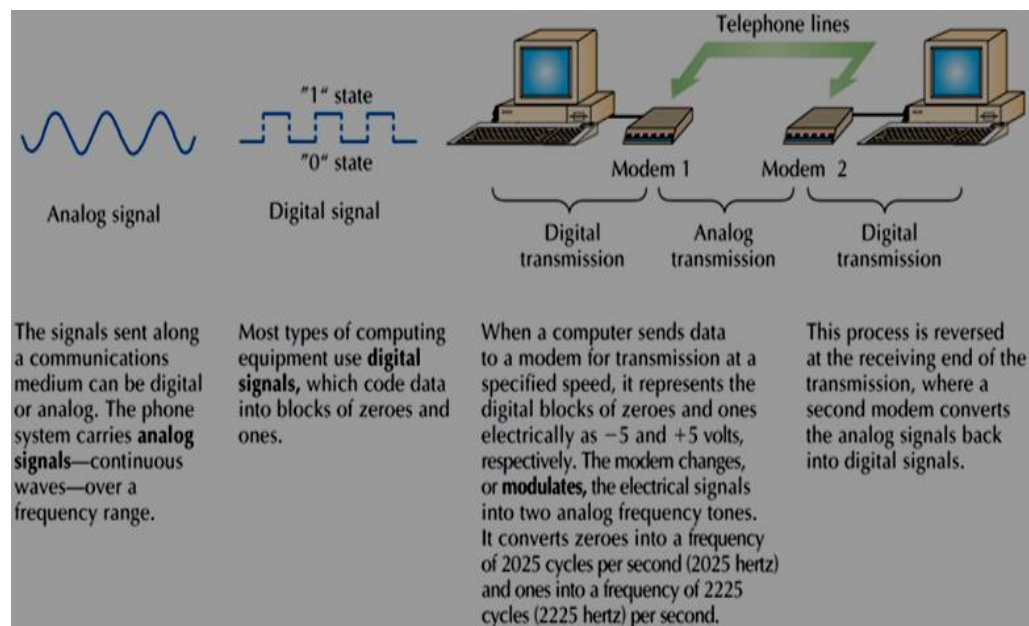 Telephone lines
"1" state
"0" state
Modem 1
Modem 2
Analog signal
Digital signal
Digital
transmission
Analog
transmission
Digital
transmission
The signals sent along
a communications
medium can be digital
or analog. The phone
system carries analog
signals—continuous
waves—over a
frequency range.
Most types of computing
equipment use digital
signals, which code data
into blocks of zeroes and
ones.
When a computer sends data
to a modem for transmission at a
specified speed, it represents the
digital blocks of zeroes and ones
electrically as −5 and +5 volts,
respectively. The modem changes,
or modulates, the electrical signals
into two analog frequency tones.
It converts zeroes into a frequency
of 2025 cycles per second (2025 hertz)
and ones into a frequency of 2225
cycles (2225 hertz) per second.
This process is reversed
at the receiving end of the
transmission, where a
second modem converts
the analog signals back
into digital signals.